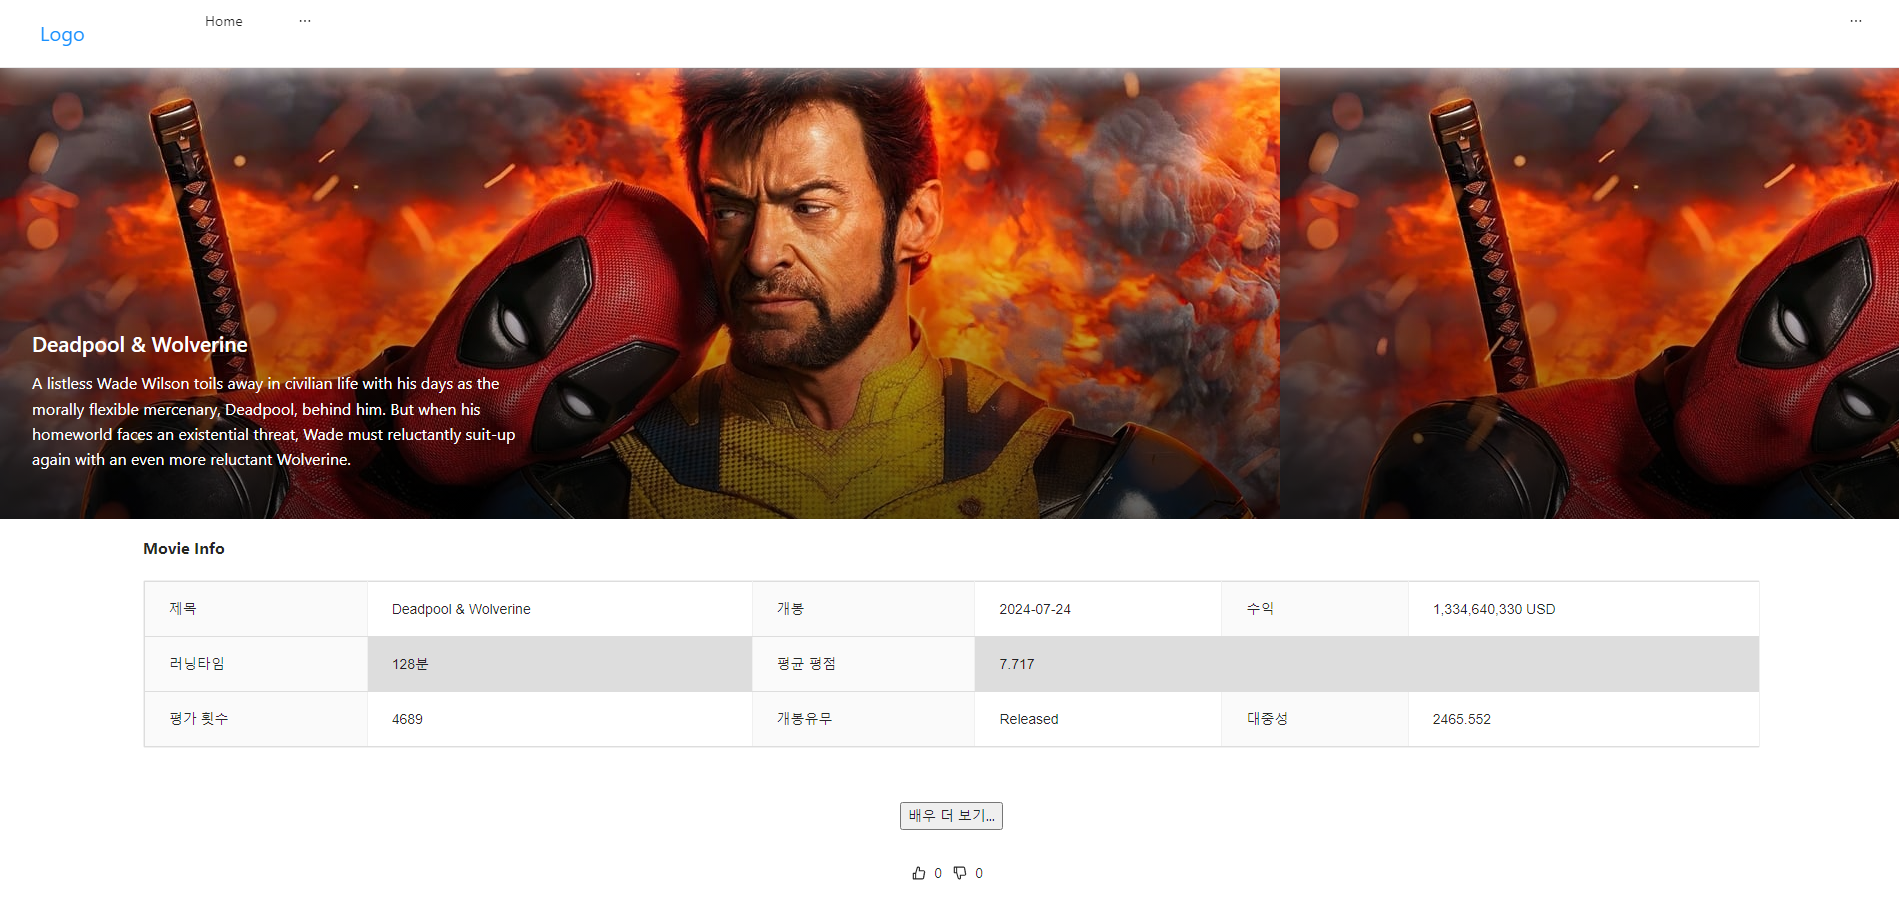 Logo
Home
···
···
Deadpool & Wolverine
A listless Wade Wilson toils away in civilian life with his days as the
morally flexible mercenary, Deadpool, behind him. But when his
homeworld faces an existential threat, Wade must reluctantly suit-up
again with an even more reluctant Wolverine.
Movie Info
제목 Deadpool & Wolverine 개봉 2024-07-24 수익 1,334,640,330 USD
러닝타임 128분 평균 평점 7.717
평가 횟수 4689 개봉유무 Released 대중성 2465.552
배우 더 보기...
0 0